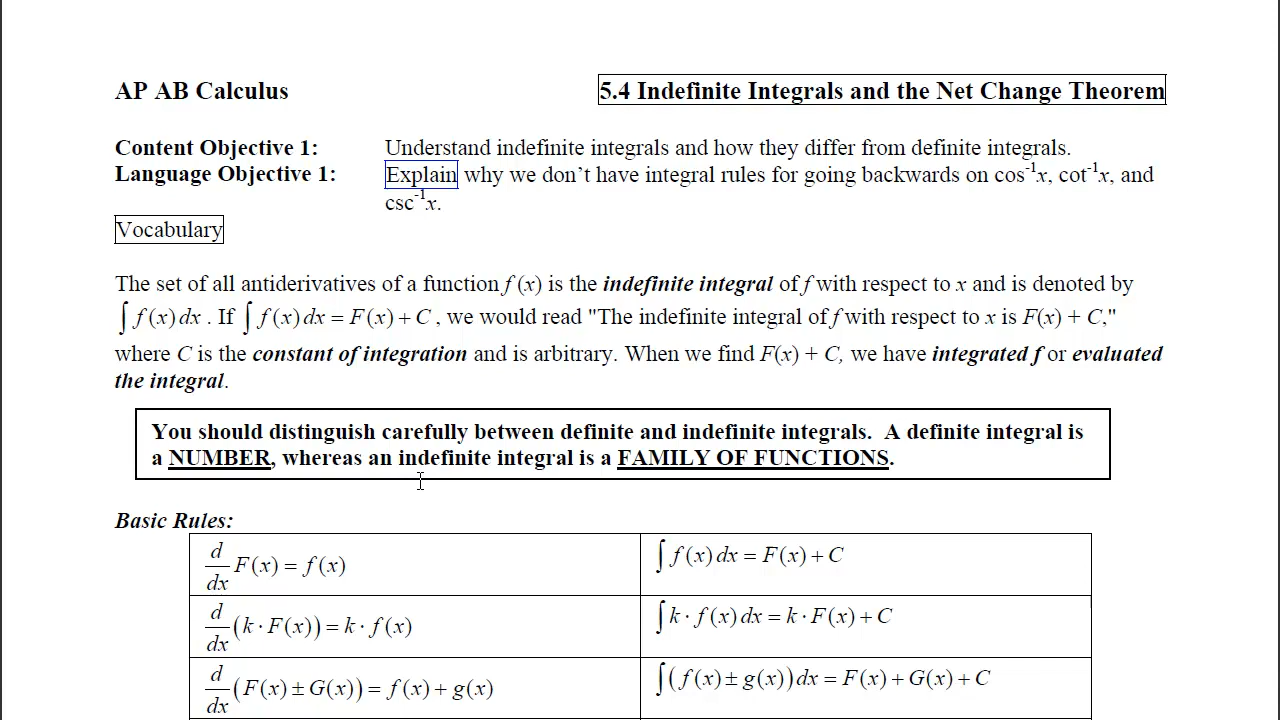 AP AB Calculus 5.4 Indefinite Integrals and the Net Change Theorem
Content Objective 1: Understand indefinite integrals and how they differ from definite integrals.
Language Objective 1: Explain why we don't have integral rules for going backwards on cos⁻¹x, cot⁻¹x, and
csc⁻¹x.
Vocabulary
The set of all antiderivatives of a function f (x) is the indefinite integral of f with respect to x and is denoted by
∫ f(x) dx . If ∫ f(x) dx = F(x) + C , we would read "The indefinite integral of f with respect to x is F(x) + C,"
where C is the constant of integration and is arbitrary. When we find F(x) + C, we have integrated f or evaluated
the integral.
You should distinguish carefully between definite and indefinite integrals. A definite integral is
a NUMBER, whereas an indefinite integral is a FAMILY OF FUNCTIONS.
Basic Rules:
d/dx F(x) = f(x) ∫ f(x) dx = F(x) + C
d/dx (k · F(x)) = k · f(x) ∫ k · f(x) dx = k · F(x) + C
d/dx (F(x) ± G(x)) = f(x) + g(x) ∫ (f(x) ± g(x)) dx = F(x) + G(x) + C